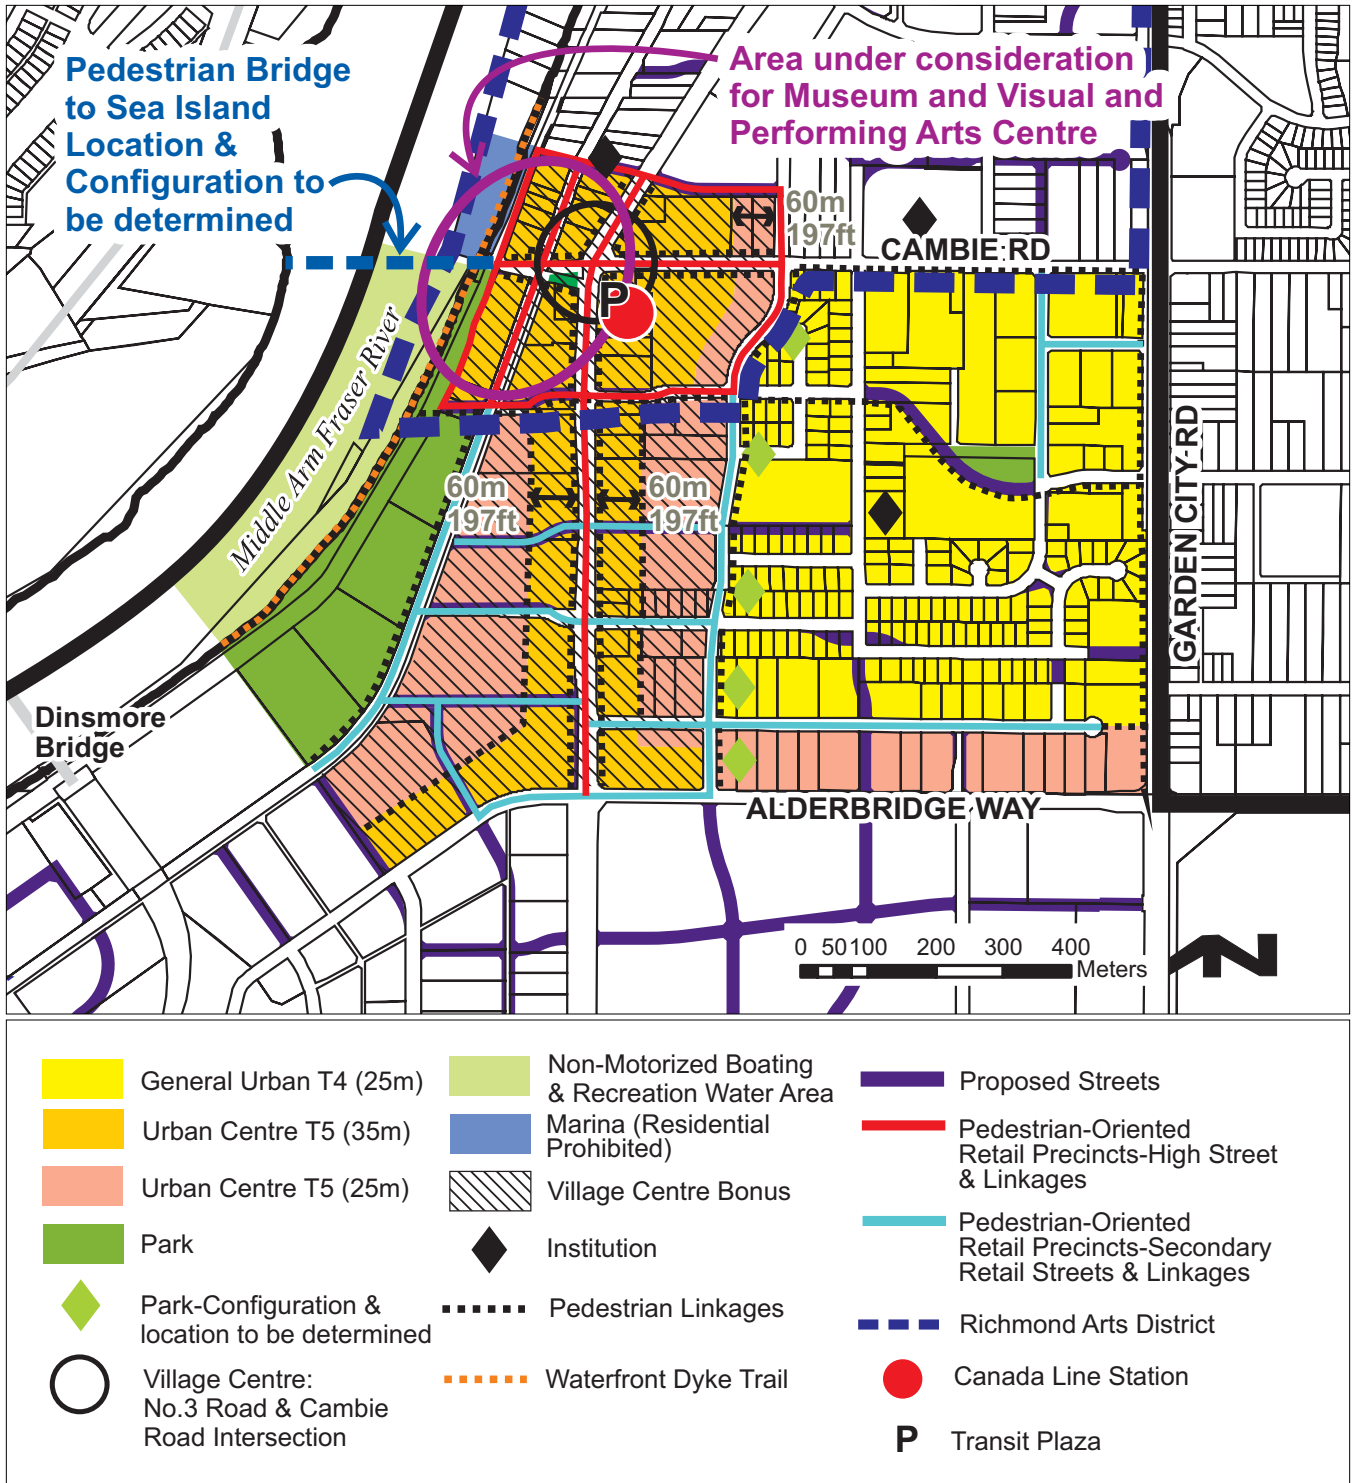 Pedestrian Bridge
to Sea Island
Location &
Configuration to
be determined
Area under consideration
for Museum and Visual and
Performing Arts Centre
60m
197ft
CAMBIE RD
P
Middle Arm Fraser River
60m
197ft
60m
197ft
GARDEN CITY RD
Dinsmore
Bridge
ALDERBRIDGE WAY
0 50 100 200 300 400
Meters
N
General Urban T4 (25m)
Urban Centre T5 (35m)
Urban Centre T5 (25m)
Park
Park-Configuration &
location to be determined
Village Centre:
No.3 Road & Cambie
Road Intersection
Non-Motorized Boating
& Recreation Water Area
Marina (Residential
Prohibited)
Village Centre Bonus
Institution
Pedestrian Linkages
Waterfront Dyke Trail
Proposed Streets
Pedestrian-Oriented
Retail Precincts-High Street
& Linkages
Pedestrian-Oriented
Retail Precincts-Secondary
Retail Streets & Linkages
Richmond Arts District
Canada Line Station
P Transit Plaza